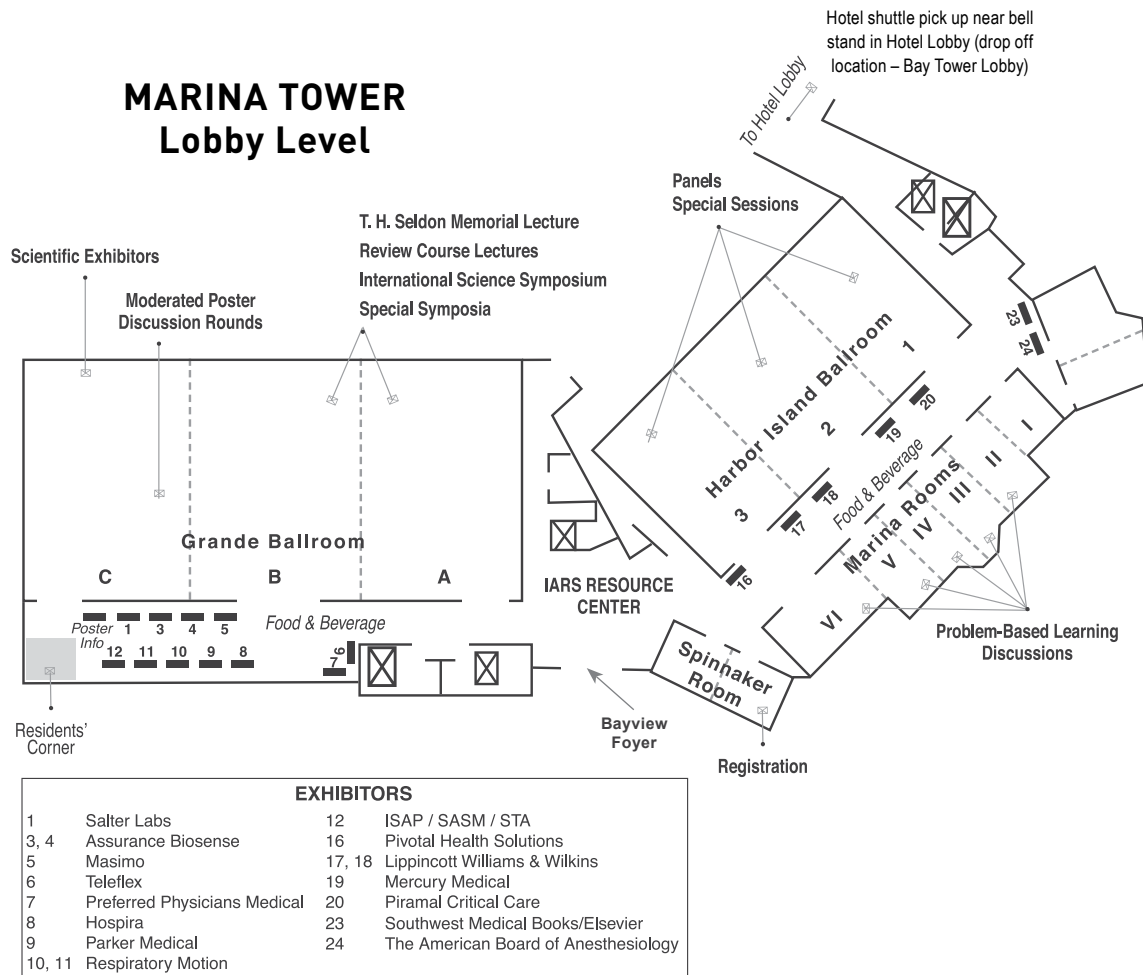 Hotel shuttle pick up near bell
stand in Hotel Lobby (drop off
location – Bay Tower Lobby)
MARINA TOWER
Lobby Level
To Hotel Lobby
Panels
Special Sessions
T. H. Seldon Memorial Lecture
Review Course Lectures
International Science Symposium
Special Symposia
Scientific Exhibitors
Moderated Poster
Discussion Rounds
23
24
Harbor Island Ballroom
1
2
3
20
19
18
17
16
Food & Beverage
Marina Rooms
I
II
III
IV
V
VI
Grande Ballroom
C
B
A
IARS RESOURCE
CENTER
Poster
Info
1
3
4
5
Food & Beverage
12
11
10
9
8
7
6
Problem-Based Learning
Discussions
Spinnaker
Room
Residents'
Corner
Bayview
Foyer
Registration
EXHIBITORS
1 Salter Labs
3, 4 Assurance Biosense
5 Masimo
6 Teleflex
7 Preferred Physicians Medical
8 Hospira
9 Parker Medical
10, 11 Respiratory Motion
12 ISAP / SASM / STA
16 Pivotal Health Solutions
17, 18 Lippincott Williams & Wilkins
19 Mercury Medical
20 Piramal Critical Care
23 Southwest Medical Books/Elsevier
24 The American Board of Anesthesiology